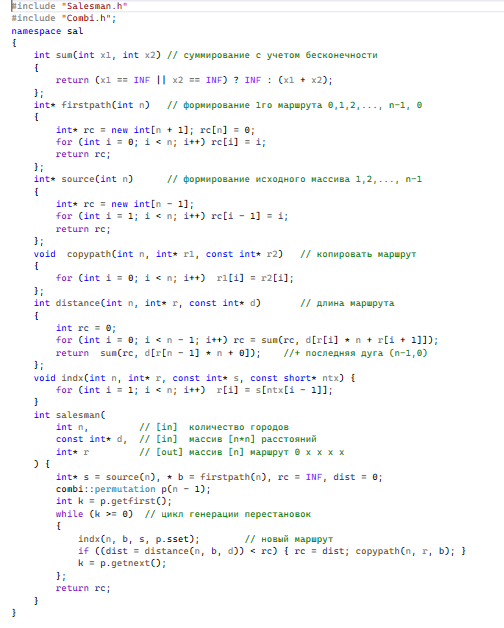 #include "Salesman.h"
#include "Combi.h";
namespace sal
{
    int sum(int x1, int x2) // суммирование с учетом бесконечности
    {
        return (x1 == INF || x2 == INF) ? INF : (x1 + x2);
    };
    int* firstpath(int n)   // формирование 1го маршрута 0,1,2,..., n-1, 0
    {
        int* rc = new int[n + 1]; rc[n] = 0;
        for (int i = 0; i < n; i++) rc[i] = i;
        return rc;
    };
    int* source(int n)      // формирование исходного массива 1,2,..., n-1
    {
        int* rc = new int[n - 1];
        for (int i = 1; i < n; i++) rc[i - 1] = i;
        return rc;
    };
    void  copypath(int n, int* r1, const int* r2)   // копировать маршрут
    {
        for (int i = 0; i < n; i++)  r1[i] = r2[i];
    };
    int distance(int n, int* r, const int* d)       // длина маршрута
    {
        int rc = 0;
        for (int i = 0; i < n - 1; i++) rc = sum(rc, d[r[i] * n + r[i + 1]]);
        return  sum(rc, d[r[n - 1] * n + 0]);    //+ последняя дуга (n-1,0)
    };
    void indx(int n, int* r, const int* s, const short* ntx) {
        for (int i = 1; i < n; i++)  r[i] = s[ntx[i - 1]];
    }
    int salesman(
        int n,         // [in]  количество городов
        const int* d,  // [in]  массив [n*n] расстояний
        int* r         // [out] массив [n] маршрут 0 x x x x
    ) {
        int* s = source(n), * b = firstpath(n), rc = INF, dist = 0;
        combi::permutation p(n - 1);
        int k = p.getfirst();
        while (k >= 0)  // цикл генерации перестановок
        {
            indx(n, b, s, p.sset);       // новый маршрут
            if ((dist = distance(n, b, d)) < rc) { rc = dist; copypath(n, r, b); }
            k = p.getnext();
        };
        return rc;
    }
}